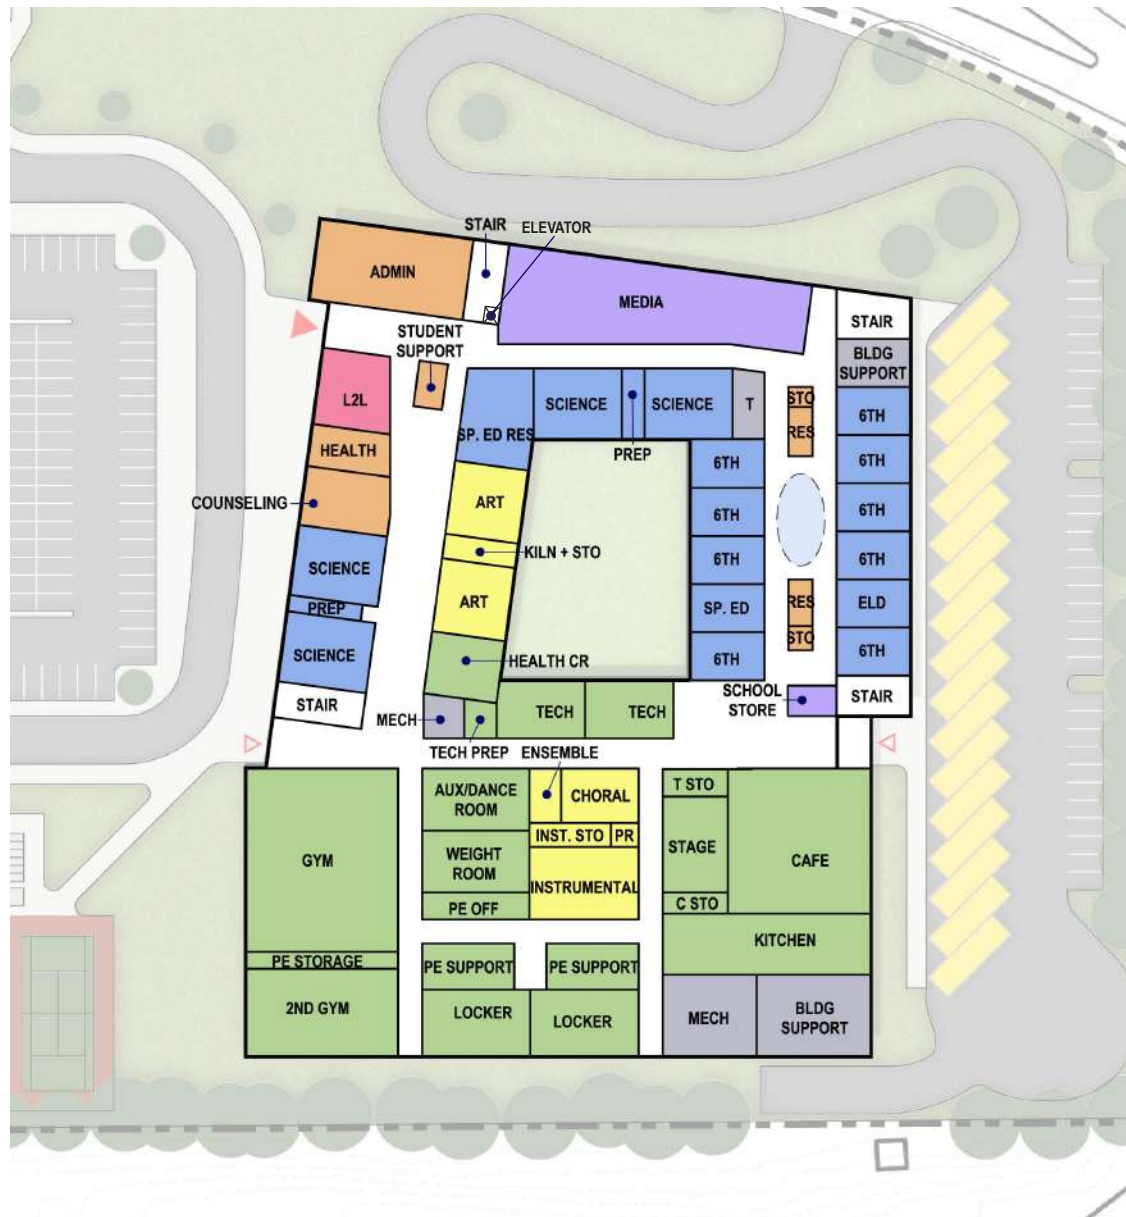 STAIR
ELEVATOR
ADMIN
MEDIA
STAIR
STUDENT
SUPPORT
BLDG
SUPPORT
L2L
SCIENCE
SCIENCE
T
STO
6TH
SP. ED RES
RES
HEALTH
PREP
6TH
6TH
COUNSELING
ART
6TH
6TH
KILN + STO
6TH
6TH
SCIENCE
ART
PREP
SP. ED
RES
ELD
STO
SCIENCE
HEALTH CR
6TH
6TH
STAIR
MECH
TECH
TECH
SCHOOL
STORE
STAIR
TECH PREP
ENSEMBLE
AUX/DANCE
ROOM
CHORAL
T STO
INST. STO
PR
GYM
WEIGHT
ROOM
STAGE
CAFE
INSTRUMENTAL
PE OFF
C STO
KITCHEN
PE STORAGE
PE SUPPORT
PE SUPPORT
2ND GYM
LOCKER
LOCKER
MECH
BLDG
SUPPORT